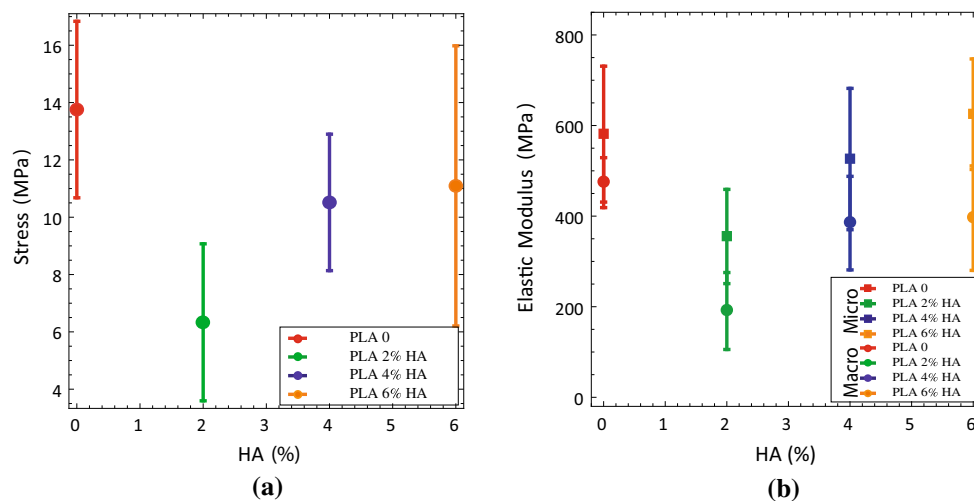 Stress (MPa)
16
14
12
10
8
6
4
0 1 2 3 4 5 6
HA (%)
PLA 0
PLA 2% HA
PLA 4% HA
PLA 6% HA
(a)
Elastic Modulus (MPa)
800
600
400
200
0
0 1 2 3 4 5 6
HA (%)
Micro
PLA 0
PLA 2% HA
PLA 4% HA
PLA 6% HA
Macro
PLA 0
PLA 2% HA
PLA 4% HA
PLA 6% HA
(b)